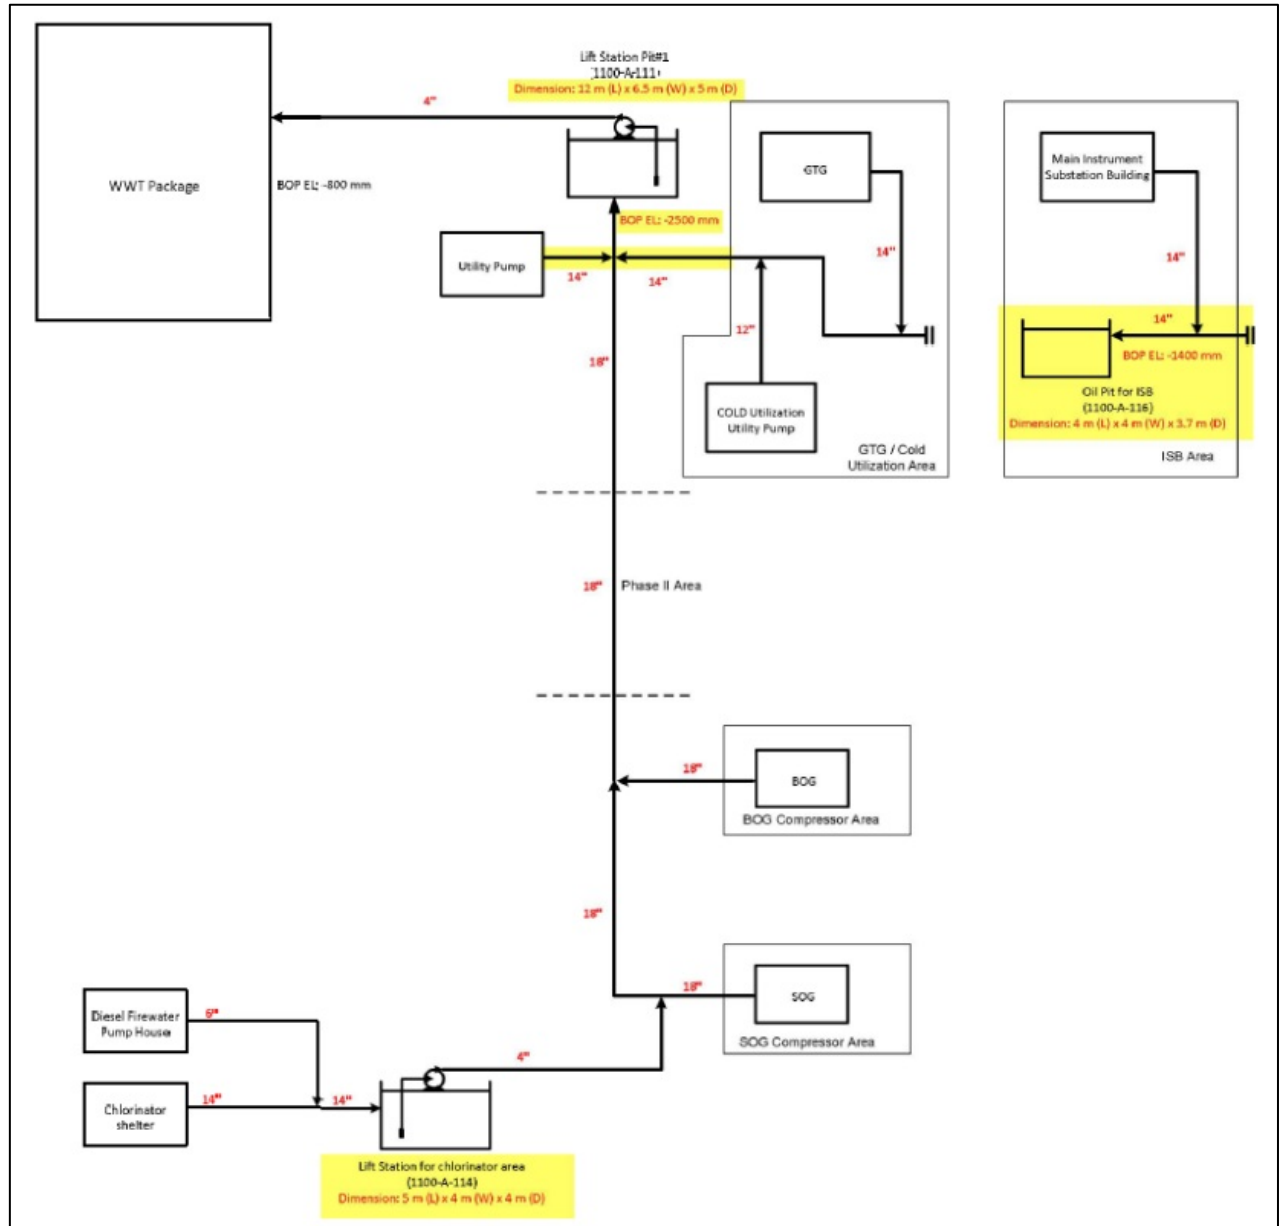 Lift Station Pit#1
(1100-A-111)
Dimension: 12 m (L) x 6.5 m (W) x 5 m (D)
4"
WWT Package
BOP EL: -800 mm
GTG
Main Instrument
Substation Building
BOP EL: -2500 mm
Utility Pump
14"
14"
14"
14"
12"
18"
14"
BOP EL: -1400 mm
Oil Pit for ISB
(1100-A-116)
Dimension: 4 m (L) x 4 m (W) x 3.7 m (D)
COLD Utilization
Utility Pump
GTG / Cold
Utilization Area
ISB Area
18"
Phase II Area
18"
BOG
BOG Compressor Area
18"
18"
SOG
SOG Compressor Area
Diesel Firewater
Pump House
6"
4"
Chlorinator
shelter
14"
14"
Lift Station for chlorinator area
(1100-A-114)
Dimension: 5 m (L) x 4 m (W) x 4 m (D)